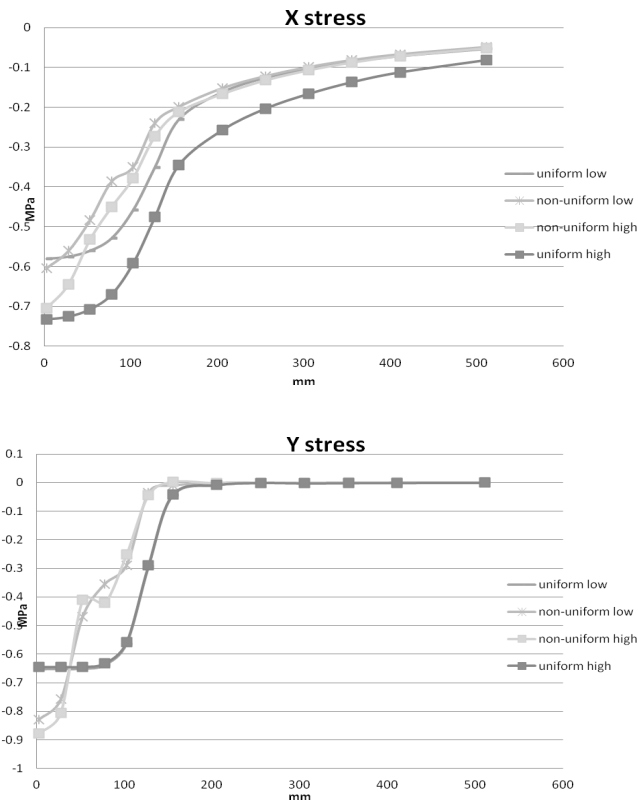 X stress
0
-0.1
-0.2
-0.3
-0.4
-0.5
-0.6
-0.7
-0.8
MPa
0 100 200 300 400 500 600
mm
uniform low
non-uniform low
non-uniform high
uniform high
Y stress
0.1
0
-0.1
-0.2
-0.3
-0.4
-0.5
-0.6
-0.7
-0.8
-0.9
-1
MPa
0 100 200 300 400 500 600
mm
uniform low
non-uniform low
non-uniform high
uniform high